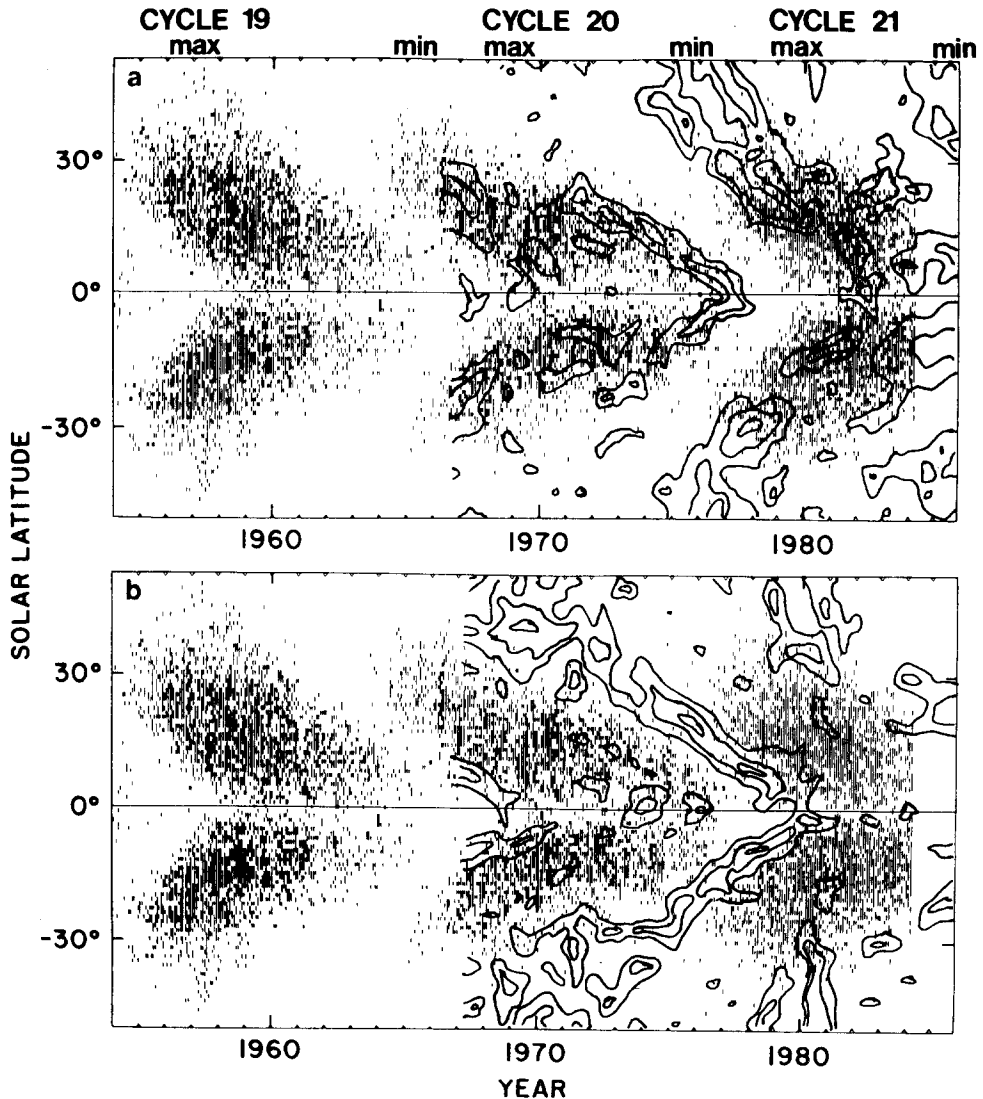 CYCLE 19 CYCLE 20 CYCLE 21
max min max min max min
a
30°
0°
-30°
1960 1970 1980
SOLAR LATITUDE
b
30°
0°
-30°
1960 1970 1980
YEAR